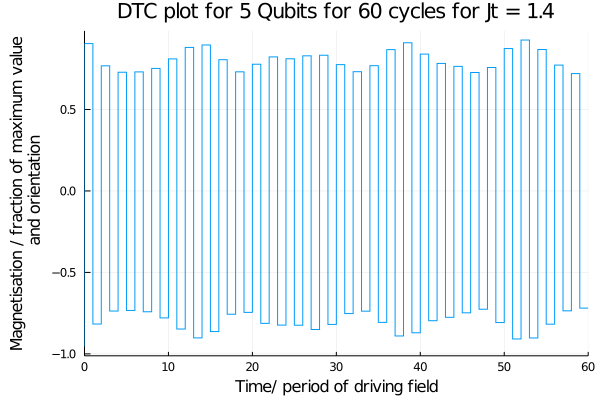 DTC plot for 5 Qubits for 60 cycles for Jt = 1.4
Magnetisation / fraction of maximum value
and orientation
0.5
0.0
−0.5
−1.0
0
10
20
30
40
50
60
Time/ period of driving field